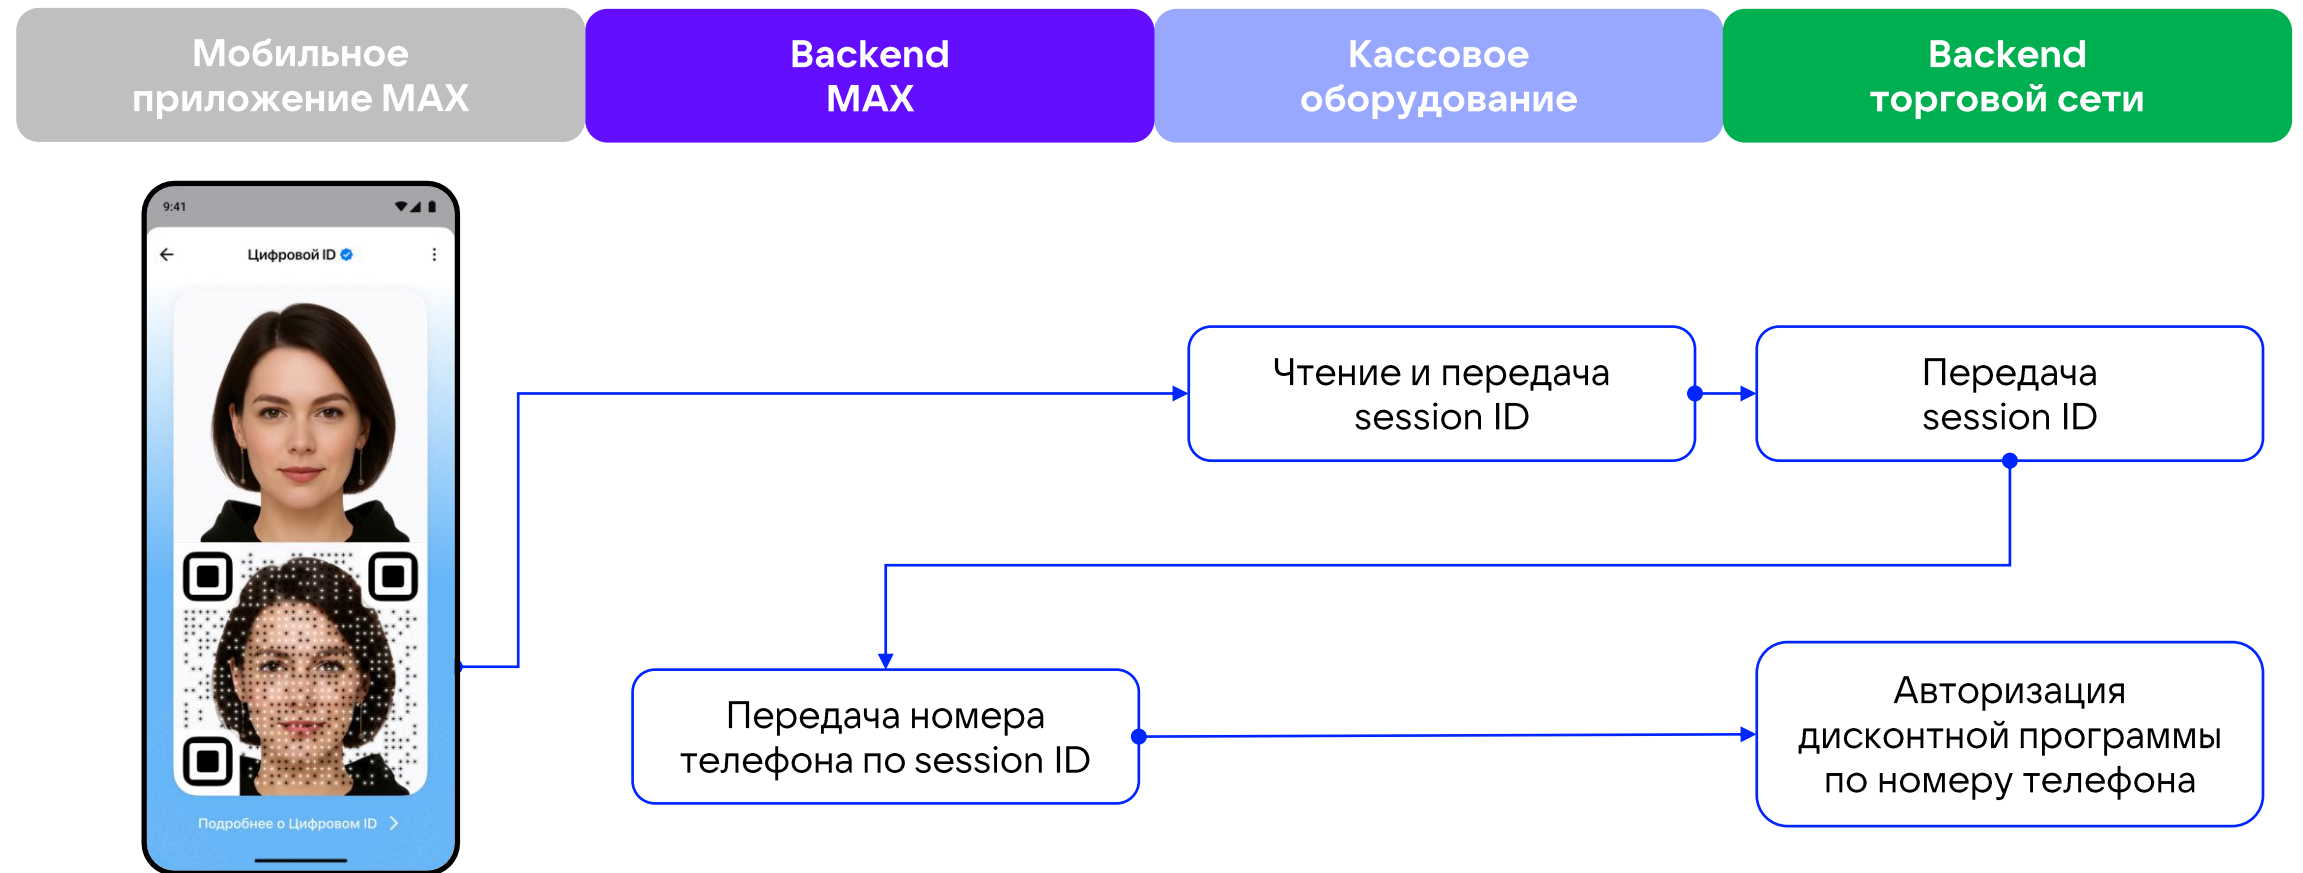 Мобильное
приложение MAX
Backend
MAX
Кассовое
оборудование
Backend
торговой сети
9:41
Цифровой ID
Чтение и передача
session ID
Передача
session ID
Передача номера
телефона по session ID
Авторизация
дисконтной программы
по номеру телефона
Подробнее о Цифровом ID